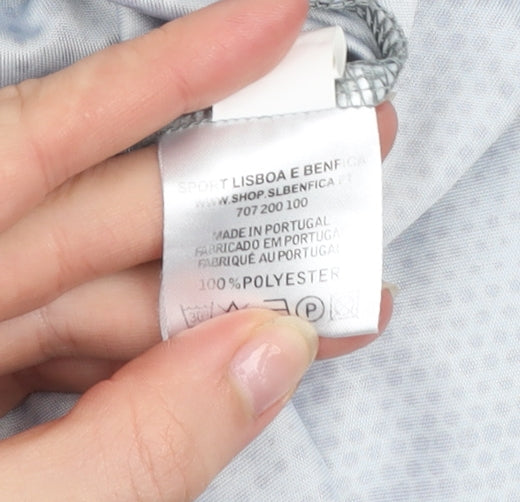 SPORT LISBOA E BENFICA
WWW.SHOP.SLBENFICA.PT
707 200 100
MADE IN PORTUGAL
FABRICADO EM PORTUGAL
FABRIQUÉ AU PORTUGAL
100%POLYESTER
30 P